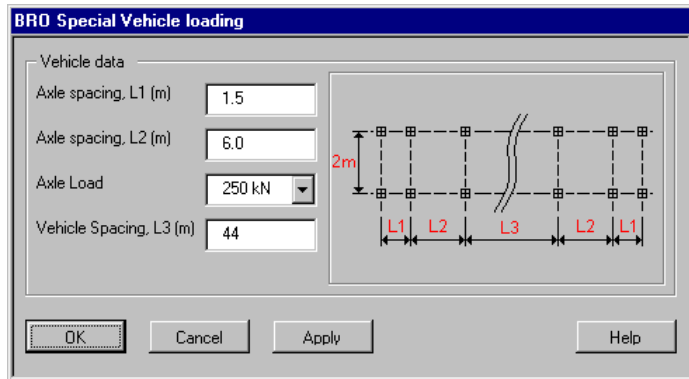 BRO Special Vehicle loading
Vehicle data
Axle spacing, L1 (m) 1.5
Axle spacing, L2 (m) 6.0
Axle Load 250 kN
Vehicle Spacing, L3 (m) 44
2m
L1 L2 L3 L2 L1
OK Cancel Apply Help